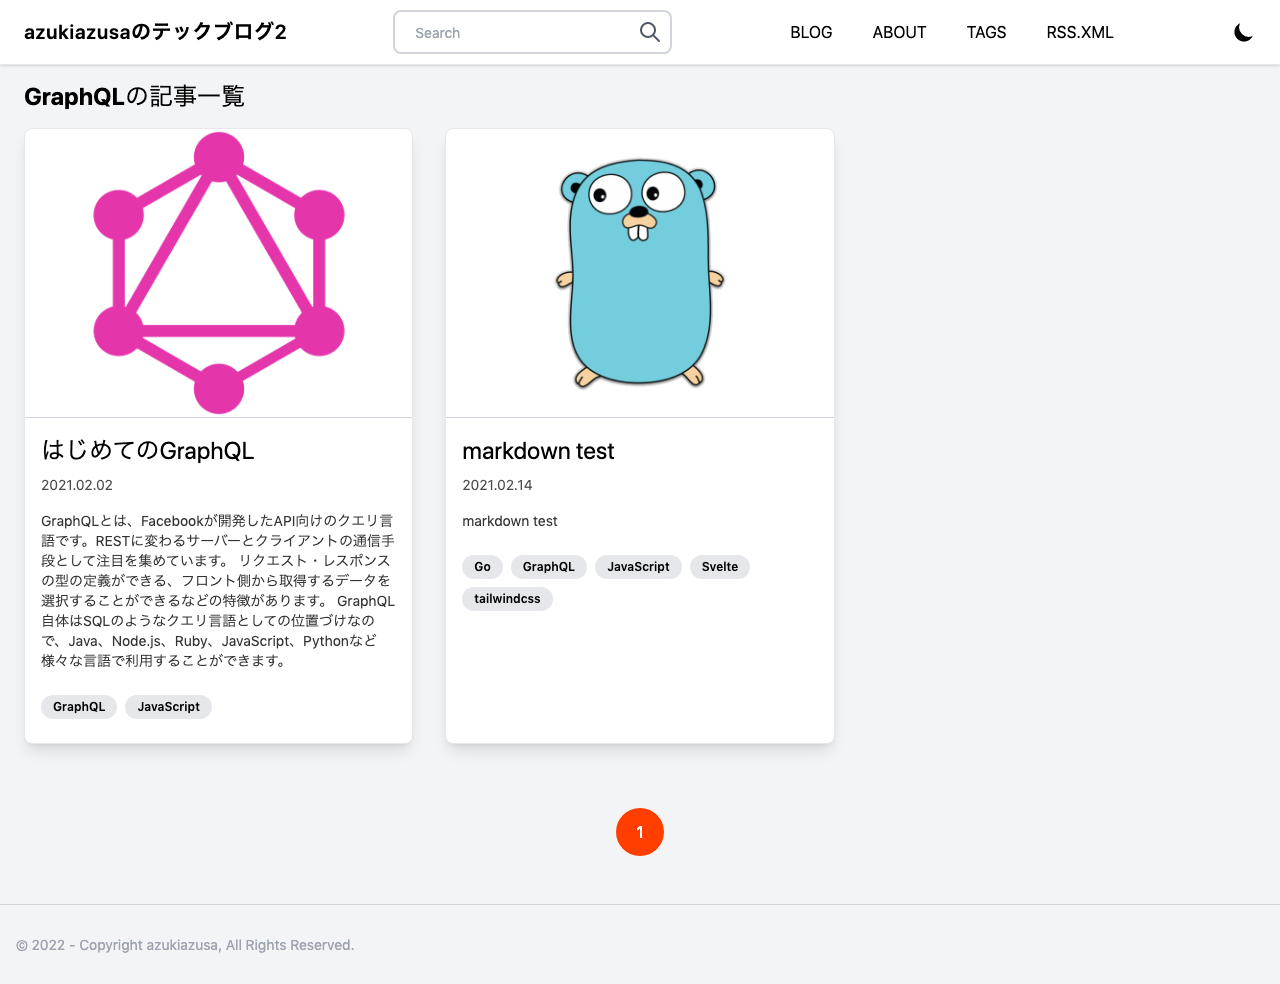 azukiazusaのテックブログ2
Search
BLOG
ABOUT
TAGS
RSS.XML
GraphQLの記事一覧
はじめてのGraphQL
2021.02.02
GraphQLとは、Facebookが開発したAPI向けのクエリ言
語です。RESTに変わるサーバーとクライアントの通信手
段として注目を集めています。 リクエスト・レスポンス
の型の定義ができる、フロント側から取得するデータを
選択することができるなどの特徴があります。 GraphQL
自体はSQLのようなクエリ言語としての位置づけなの
で、Java、Node.js、Ruby、JavaScript、Pythonなど
様々な言語で利用することができます。
GraphQL
JavaScript
markdown test
2021.02.14
markdown test
Go
GraphQL
JavaScript
Svelte
tailwindcss
1
© 2022 - Copyright azukiazusa, All Rights Reserved.